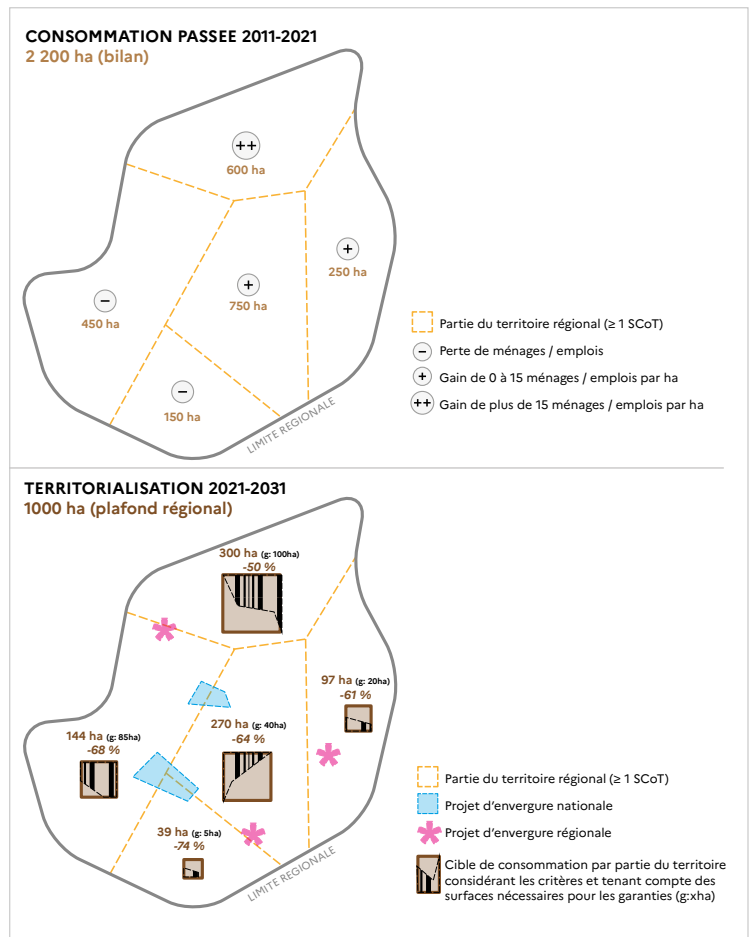 CONSOMMATION PASSEE 2011-2021
2 200 ha (bilan)
++
600 ha
+
250 ha
+
750 ha
−
450 ha
−
150 ha
LIMITE REGIONALE
Partie du territoire régional (≥ 1 SCoT)
− Perte de ménages / emplois
+ Gain de 0 à 15 ménages / emplois par ha
++ Gain de plus de 15 ménages / emplois par ha
TERRITORIALISATION 2021-2031
1000 ha (plafond régional)
300 ha (g: 100ha)
-50 %
97 ha (g: 20ha)
-61 %
270 ha (g: 40ha)
-64 %
144 ha (g: 85ha)
-68 %
39 ha (g: 5ha)
-74 %
LIMITE REGIONALE
Partie du territoire régional (≥ 1 SCoT)
Projet d'envergure nationale
Projet d'envergure régionale
Cible de consommation par partie du territoire
considérant les critères et tenant compte des
surfaces nécessaires pour les garanties (g:xha)